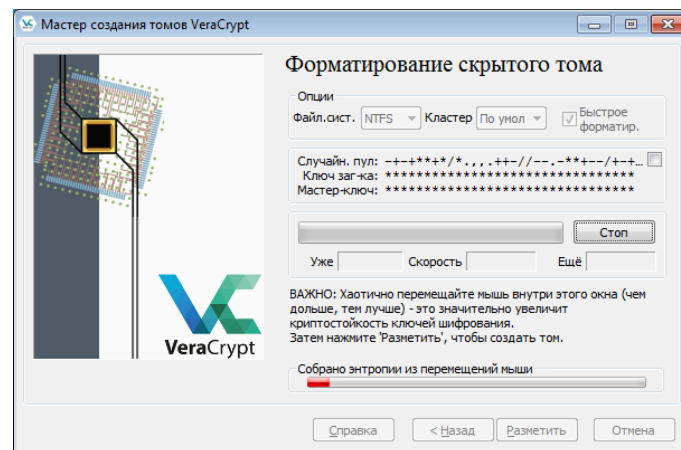 Мастер создания томов VeraCrypt
Форматирование скрытого тома
Опции
Файл.сист. NTFS Кластер По умол Быстрое форматир.
Случайн. пул: -+-+**+*/*.,,.++-//--.-**+--/+-+...
Ключ заг-ка: ********************************
Мастер-ключ: ********************************
Стоп
Уже Скорость Ещё
ВАЖНО: Хаотично перемещайте мышь внутри этого окна (чем
дольше, тем лучше) - это значительно увеличит
криптостойкость ключей шифрования.
Затем нажмите 'Разметить', чтобы создать том.
VeraCrypt
Собрано энтропии из перемещений мыши
Справка < Назад Разметить Отмена